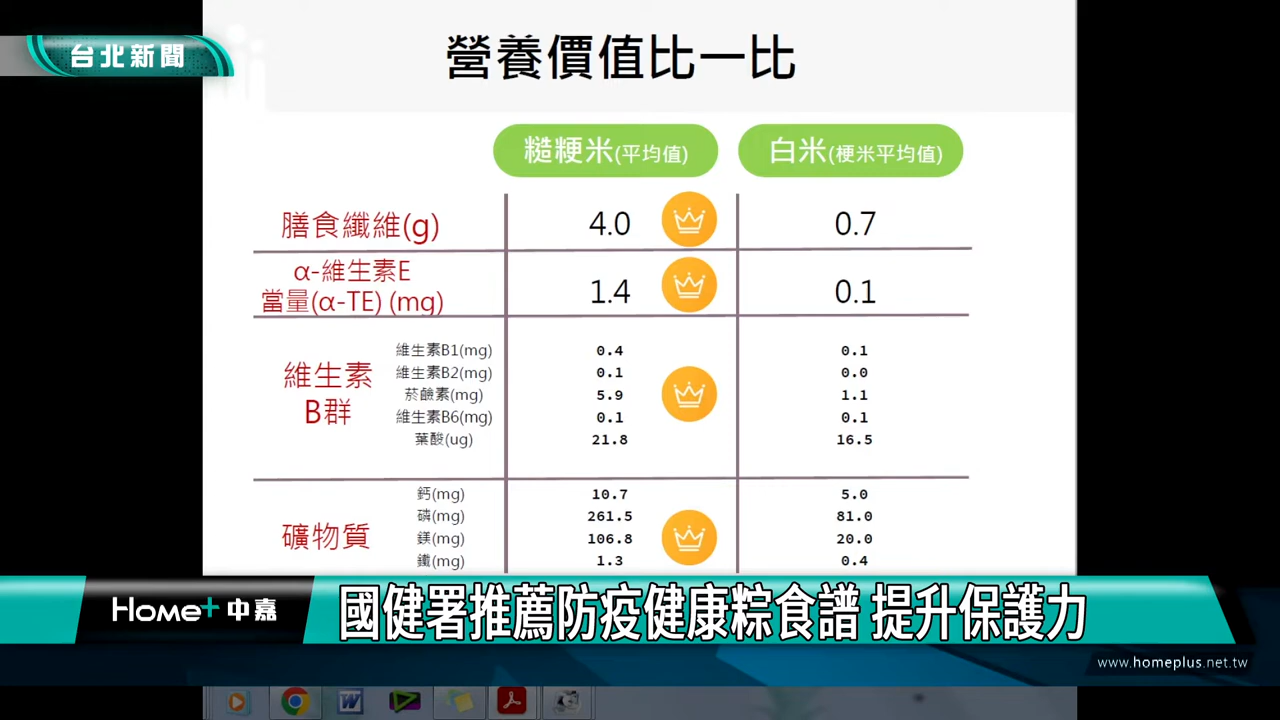 台北新聞
營養價值比一比
糙粳米(平均值) 白米(梗米平均值)
膳食纖維(g) 4.0 0.7
α-維生素E
當量(α-TE) (mg) 1.4 0.1
維生素
B群
維生素B1(mg) 0.4 0.1
維生素B2(mg) 0.1 0.0
菸鹼素(mg) 5.9 1.1
維生素B6(mg) 0.1 0.1
葉酸(ug) 21.8 16.5
礦物質
鈣(mg) 10.7 5.0
磷(mg) 261.5 81.0
鎂(mg) 106.8 20.0
鐵(mg) 1.3 0.4
Home+中嘉
國健署推薦防疫健康粽食譜 提升保護力
www.homeplus.net.tw